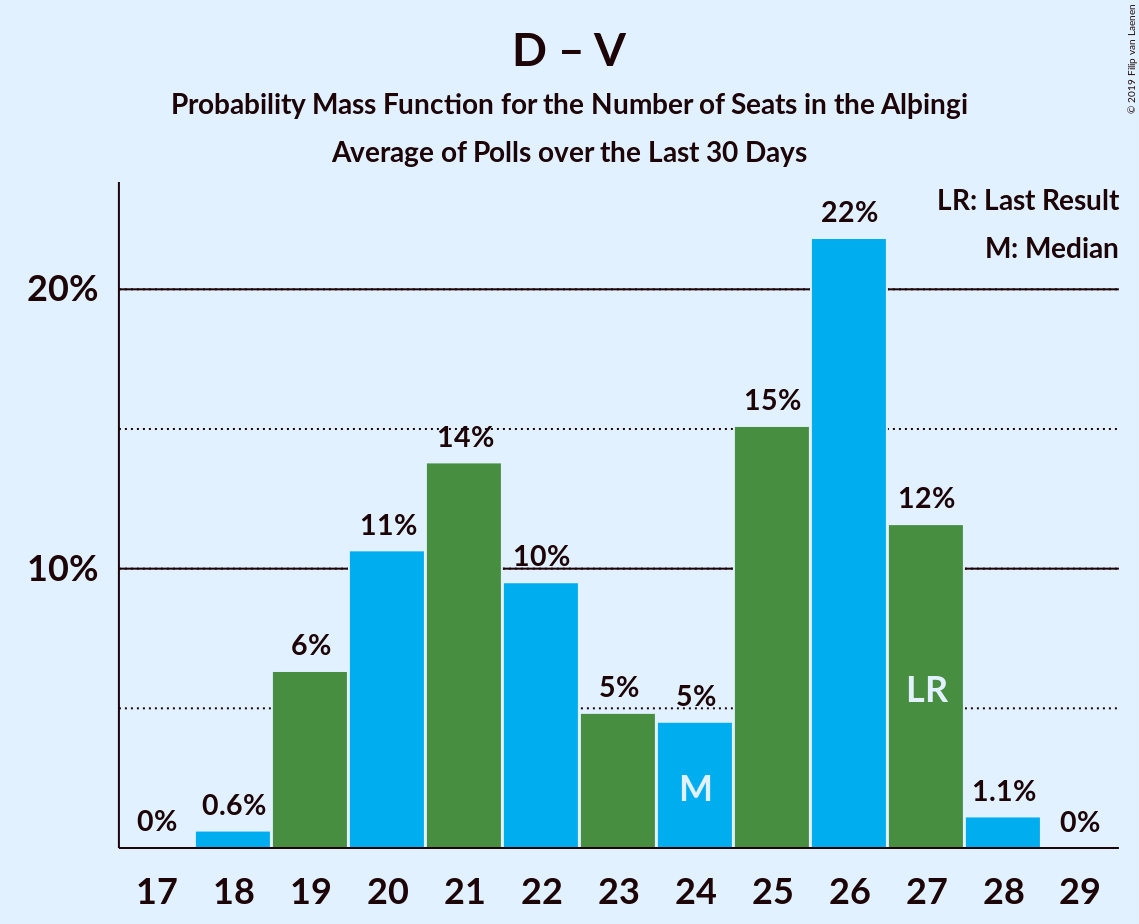 D – V
Probability Mass Function for the Number of Seats in the Alþingi
Average of Polls over the Last 30 Days
© 2019 Filip van Laenen
LR: Last Result
M: Median
20%
10%
0%
0.6%
6%
11%
14%
10%
5%
5%
15%
22%
12%
1.1%
0%
M
LR
17 18 19 20 21 22 23 24 25 26 27 28 29